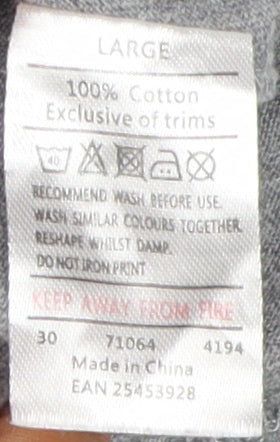 LARGE
100% Cotton
Exclusive of trims
40
RECOMMEND WASH BEFORE USE.
WASH SIMILAR COLOURS TOGETHER.
RESHAPE WHILST DAMP.
DO NOT IRON PRINT
KEEP AWAY FROM FIRE
30 71064 4194
Made in China
EAN 25453928